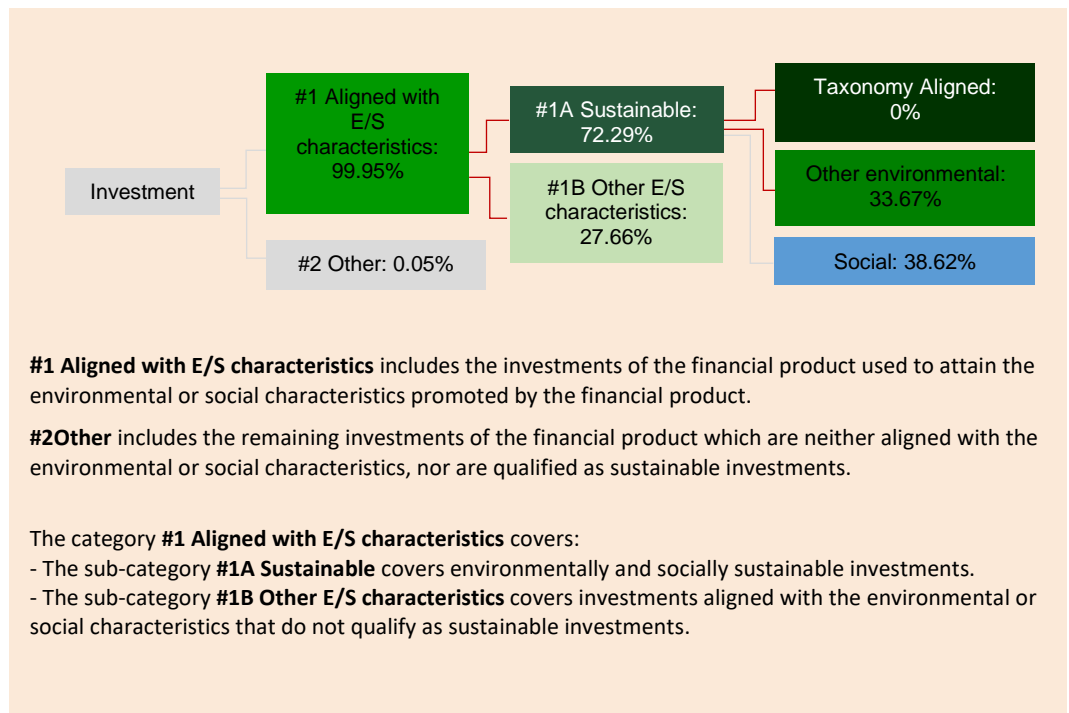 Investment
#1 Aligned with
E/S
characteristics:
99.95%
#2 Other: 0.05%
#1A Sustainable:
72.29%
#1B Other E/S
characteristics:
27.66%
Taxonomy Aligned:
0%
Other environmental:
33.67%
Social: 38.62%
#1 Aligned with E/S characteristics includes the investments of the financial product used to attain the
environmental or social characteristics promoted by the financial product.
#2Other includes the remaining investments of the financial product which are neither aligned with the
environmental or social characteristics, nor are qualified as sustainable investments.
The category #1 Aligned with E/S characteristics covers:
- The sub-category #1A Sustainable covers environmentally and socially sustainable investments.
- The sub-category #1B Other E/S characteristics covers investments aligned with the environmental or
social characteristics that do not qualify as sustainable investments.